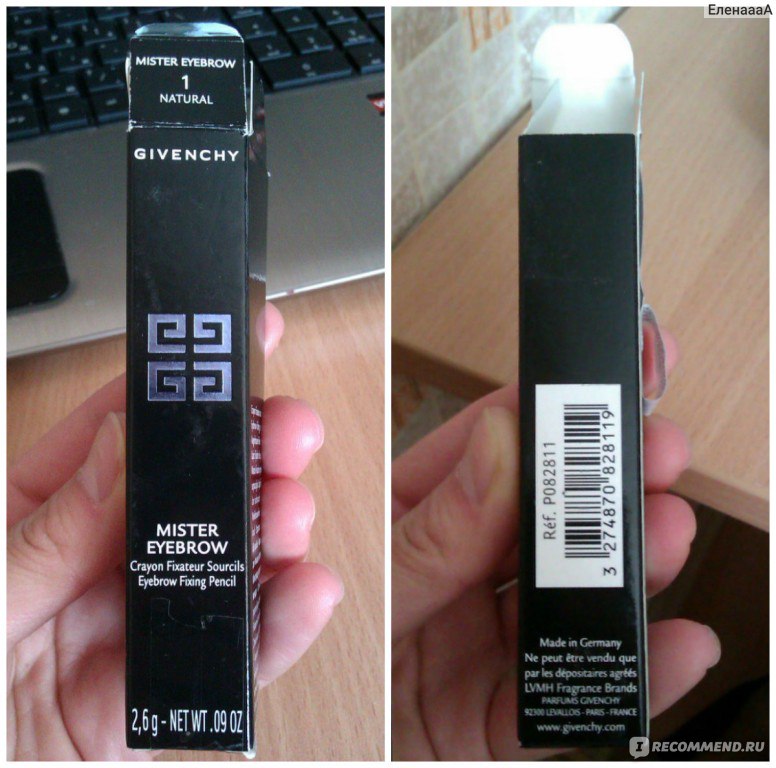 MISTER EYEBROW
1
NATURAL
GIVENCHY
MISTER
EYEBROW
Crayon Fixateur Sourcils
Eyebrow Fixing Pencil
2,6 g - NET WT .09 OZ
ЕленаааА
Réf. P082811
3 274870 828119
Made in Germany
Ne peut être vendu que
par les dépositaires agréés
LVMH Fragrance Brands
PARFUMS GIVENCHY
92300 LEVALLOIS - PARIS - FRANCE
www.givenchy.com
I RECOMMEND.RU